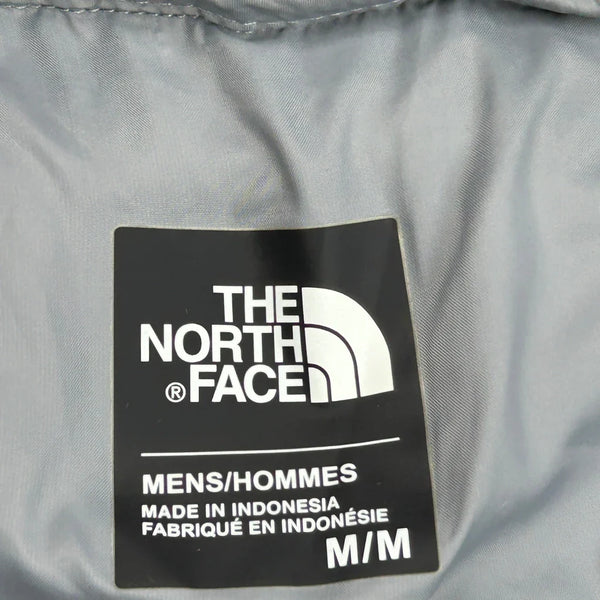 THE
NORTH
®FACE
MENS/HOMMES
MADE IN INDONESIA
FABRIQUÉ EN INDONÉSIE
M/M